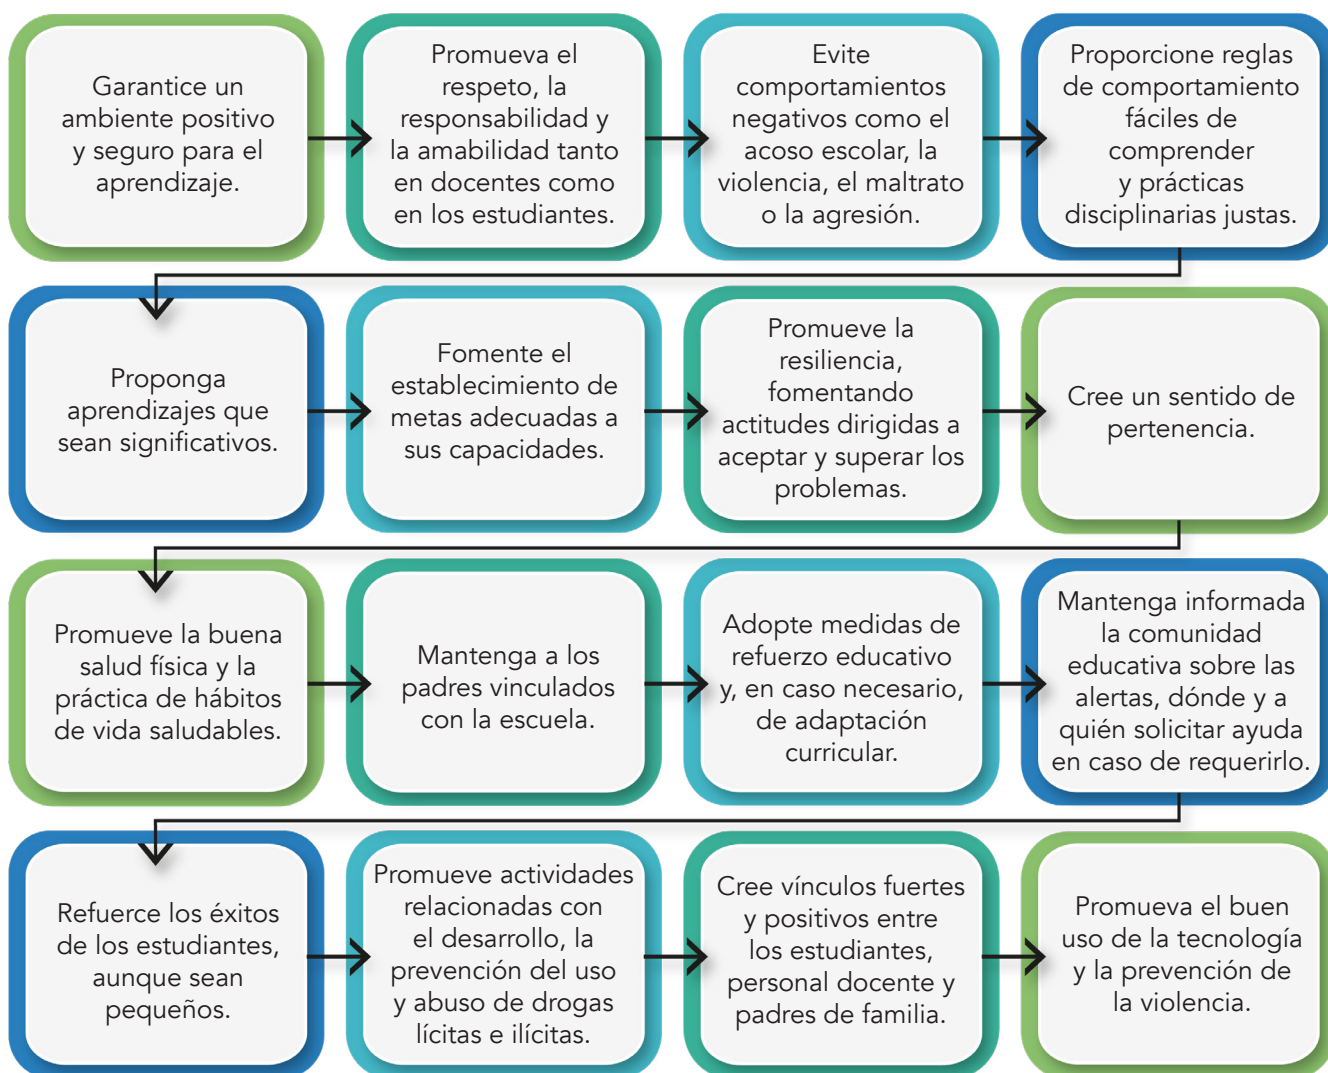 Garantice un
ambiente positivo
y seguro para el
aprendizaje.
Promueva el
respeto, la
responsabilidad y
la amabilidad tanto
en docentes como
en los estudiantes.
Evite
comportamientos
negativos como el
acoso escolar, la
violencia, el maltrato
o la agresión.
Proporcione reglas
de comportamiento
fáciles de
comprender
y prácticas
disciplinarias justas.
Proponga
aprendizajes que
sean significativos.
Fomente el
establecimiento de
metas adecuadas a
sus capacidades.
Promueve la
resiliencia,
fomentando
actitudes dirigidas a
aceptar y superar los
problemas.
Cree un sentido de
pertenencia.
Promueve la buena
salud física y la
práctica de hábitos
de vida saludables.
Mantenga a los
padres vinculados
con la escuela.
Adopte medidas de
refuerzo educativo
y, en caso necesario,
de adaptación
curricular.
Mantenga informada
la comunidad
educativa sobre las
alertas, dónde y a
quién solicitar ayuda
en caso de requerirlo.
Refuerce los éxitos
de los estudiantes,
aunque sean
pequeños.
Promueve actividades
relacionadas con
el desarrollo, la
prevención del uso
y abuso de drogas
lícitas e ilícitas.
Cree vínculos fuertes
y positivos entre
los estudiantes,
personal docente y
padres de familia.
Promueva el buen
uso de la tecnología
y la prevención de
la violencia.